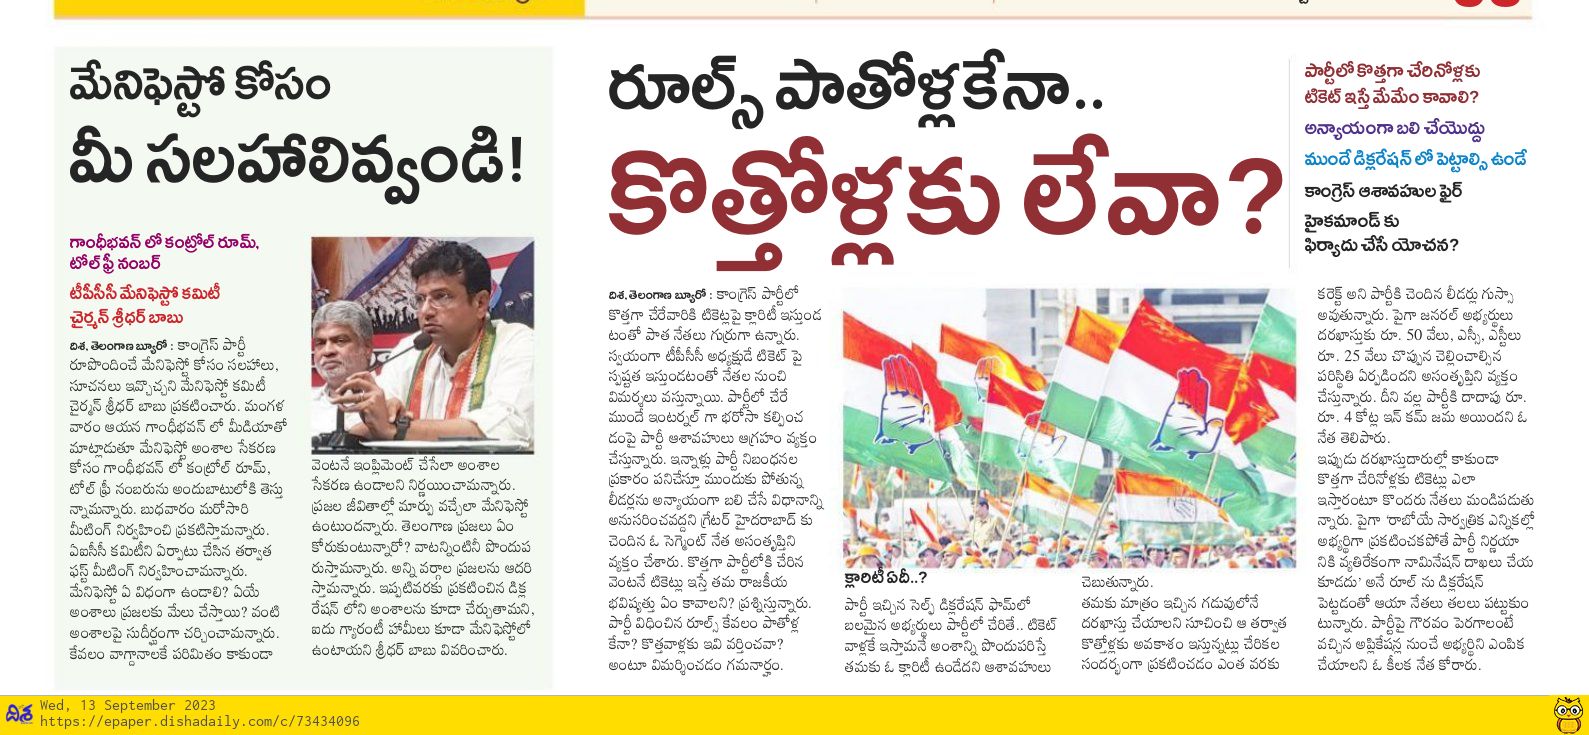 మేనిఫెస్టో కోసం
మీ సలహాలివ్వండి!
గాంధీభవన్ లో కంట్రోల్ రూమ్,
టోల్ ఫ్రీ నంబర్
టీపీసీసీ మేనిఫెస్టో కమిటీ
చైర్మన్ శ్రీధర్ బాబు
దిశ, తెలంగాణ బ్యూరో : కాంగ్రెస్ పార్టీ
రూపొందించే మేనిఫెస్టో కోసం సలహాలు,
సూచనలు ఇవ్వొచ్చని మేనిఫెస్టో కమిటీ
చైర్మన్ శ్రీధర్ బాబు ప్రకటించారు. మంగళ
వారం ఆయన గాంధీభవన్ లో మీడియాతో
మాట్లాడుతూ మేనిఫెస్టో అంశాల సేకరణ
కోసం గాంధీభవన్ లో కంట్రోల్ రూమ్,
టోల్ ఫ్రీ నంబరును అందుబాటులోకి తెస్తు
న్నామన్నారు. బుధవారం మరోసారి
మీటింగ్ నిర్వహించి ప్రకటిస్తామన్నారు.
ఏఐసీసీ కమిటీని ఏర్పాటు చేసిన తర్వాత
ఫస్ట్ మీటింగ్ నిర్వహించామన్నారు.
మేనిఫెస్టో ఏ విధంగా ఉండాలి? ఏయే
అంశాలు ప్రజలకు మేలు చేస్తాయి? వంటి
అంశాలపై సుదీర్ఘంగా చర్చించామన్నారు.
కేవలం వాగ్దానాలకే పరిమితం కాకుండా
వెంటనే ఇంప్లిమెంట్ చేసేలా అంశాల
సేకరణ ఉండాలని నిర్ణయించామన్నారు.
ప్రజల జీవితాల్లో మార్పు వచ్చేలా మేనిఫెస్టో
ఉంటుందన్నారు. తెలంగాణ ప్రజలు ఏం
కోరుకుంటున్నారో? వాటన్నింటినీ పొందుప
రుస్తామన్నారు. అన్ని వర్గాల ప్రజలను ఆదరి
స్తామన్నారు. ఇప్పటివరకు ప్రకటించిన డిక్ల
రేషన్ లోని అంశాలను కూడా చేర్చుతామని,
ఐదు గ్యారంటీ హామీలు కూడా మేనిఫెస్టోలో
ఉంటాయని శ్రీధర్ బాబు వివరించారు.
రూల్స్ పాతోళ్లకేనా..
కొత్తోళ్లకు లేవా?
పార్టీలో కొత్తగా చేరినోళ్లకు
టికెట్ ఇస్తే మేమేం కావాలి?
అన్యాయంగా బలి చేయొద్దు
ముందే డిక్లరేషన్ లో పెట్టాల్సి ఉండే
కాంగ్రెస్ ఆశావహుల ఫైర్
హైకమాండ్ కు
ఫిర్యాదు చేసే యోచన?
దిశ, తెలంగాణ బ్యూరో : కాంగ్రెస్ పార్టీలో
కొత్తగా చేరేవారికి టికెట్లపై క్లారిటీ ఇస్తుండ
టంతో పాత నేతలు గుర్రుగా ఉన్నారు.
స్వయంగా టీపీసీసీ అధ్యక్షుడే టికెట్ పై
స్పష్టత ఇస్తుండటంతో నేతల నుంచి
విమర్శలు వస్తున్నాయి. పార్టీలో చేరే
ముందే ఇంటర్నల్ గా భరోసా కల్పించ
డంపై పార్టీ ఆశావహులు ఆగ్రహం వ్యక్తం
చేస్తున్నారు. ఇన్నాళ్లు పార్టీ నిబంధనల
ప్రకారం పనిచేస్తూ ముందుకు పోతున్న
లీడర్లను అన్యాయంగా బలి చేసే విధానాన్ని
అనుసరించవద్దని గ్రేటర్ హైదరాబాద్ కు
చెందిన ఓ సెగ్మెంట్ నేత అసంతృప్తిని
వ్యక్తం చేశారు. కొత్తగా పార్టీలోకి చేరిన
వెంటనే టికెట్లు ఇస్తే తమ రాజకీయ
భవిష్యత్తు ఏం కావాలని? ప్రశ్నిస్తున్నారు.
పార్టీ విధించిన రూల్స్ కేవలం పాతోళ్ల
కేనా? కొత్తవాళ్లకు ఇవి వర్తించవా?
అంటూ విమర్శించడం గమనార్హం.
క్లారిటీ ఏదీ..?
పార్టీ ఇచ్చిన సెల్ఫ్ డిక్లరేషన్ ఫామ్‌లో
బలమైన అభ్యర్థులు పార్టీలో చేరితే.. టికెట్
వాళ్లకే ఇస్తామనే అంశాన్ని పొందుపరిస్తే
తమకు ఓ క్లారిటీ ఉండేదని ఆశావహులు
చెబుతున్నారు.
తమకు మాత్రం ఇచ్చిన గడువులోనే
దరఖాస్తు చేయాలని సూచించి ఆ తర్వాత
కొత్తోళ్లకు అవకాశం ఇస్తున్నట్లు చేరికల
సందర్భంగా ప్రకటించడం ఎంత వరకు
కరెక్ట్ అని పార్టీకి చెందిన లీడర్లు గుస్సా
అవుతున్నారు. పైగా జనరల్ అభ్యర్థులు
దరఖాస్తుకు రూ. 50 వేలు, ఎస్సీ, ఎస్టీలు
రూ. 25 వేలు చొప్పున చెల్లించాల్సిన
పరిస్థితి ఏర్పడిందని అసంతృప్తిని వ్యక్తం
చేస్తున్నారు. దీని వల్ల పార్టీకి దాదాపు రూ.
రూ. 4 కోట్ల ఇన్ కమ్ జమ అయిందని ఓ
నేత తెలిపారు.
ఇప్పుడు దరఖాస్తుదారుల్లో కాకుండా
కొత్తగా చేరినోళ్లకు టికెట్లు ఎలా
ఇస్తారంటూ కొందరు నేతలు మండిపడుతు
న్నారు. పైగా 'రాబోయే సార్వత్రిక ఎన్నికల్లో
అభ్యర్థిగా ప్రకటించకపోతే పార్టీ నిర్ణయా
నికి వ్యతిరేకంగా నామినేషన్ దాఖలు చేయ
కూడదు' అనే రూల్ ను డిక్లరేషన్
పెట్టడంతో ఆయా నేతలు తలలు పట్టుకుం
టున్నారు. పార్టీపై గౌరవం పెరగాలంటే
వచ్చిన అప్లికేషన్ల నుంచే అభ్యర్థిని ఎంపిక
చేయాలని ఓ కీలక నేత కోరారు.
దిశ
Wed, 13 September 2023
https://epaper.dishadaily.com/c/73434096